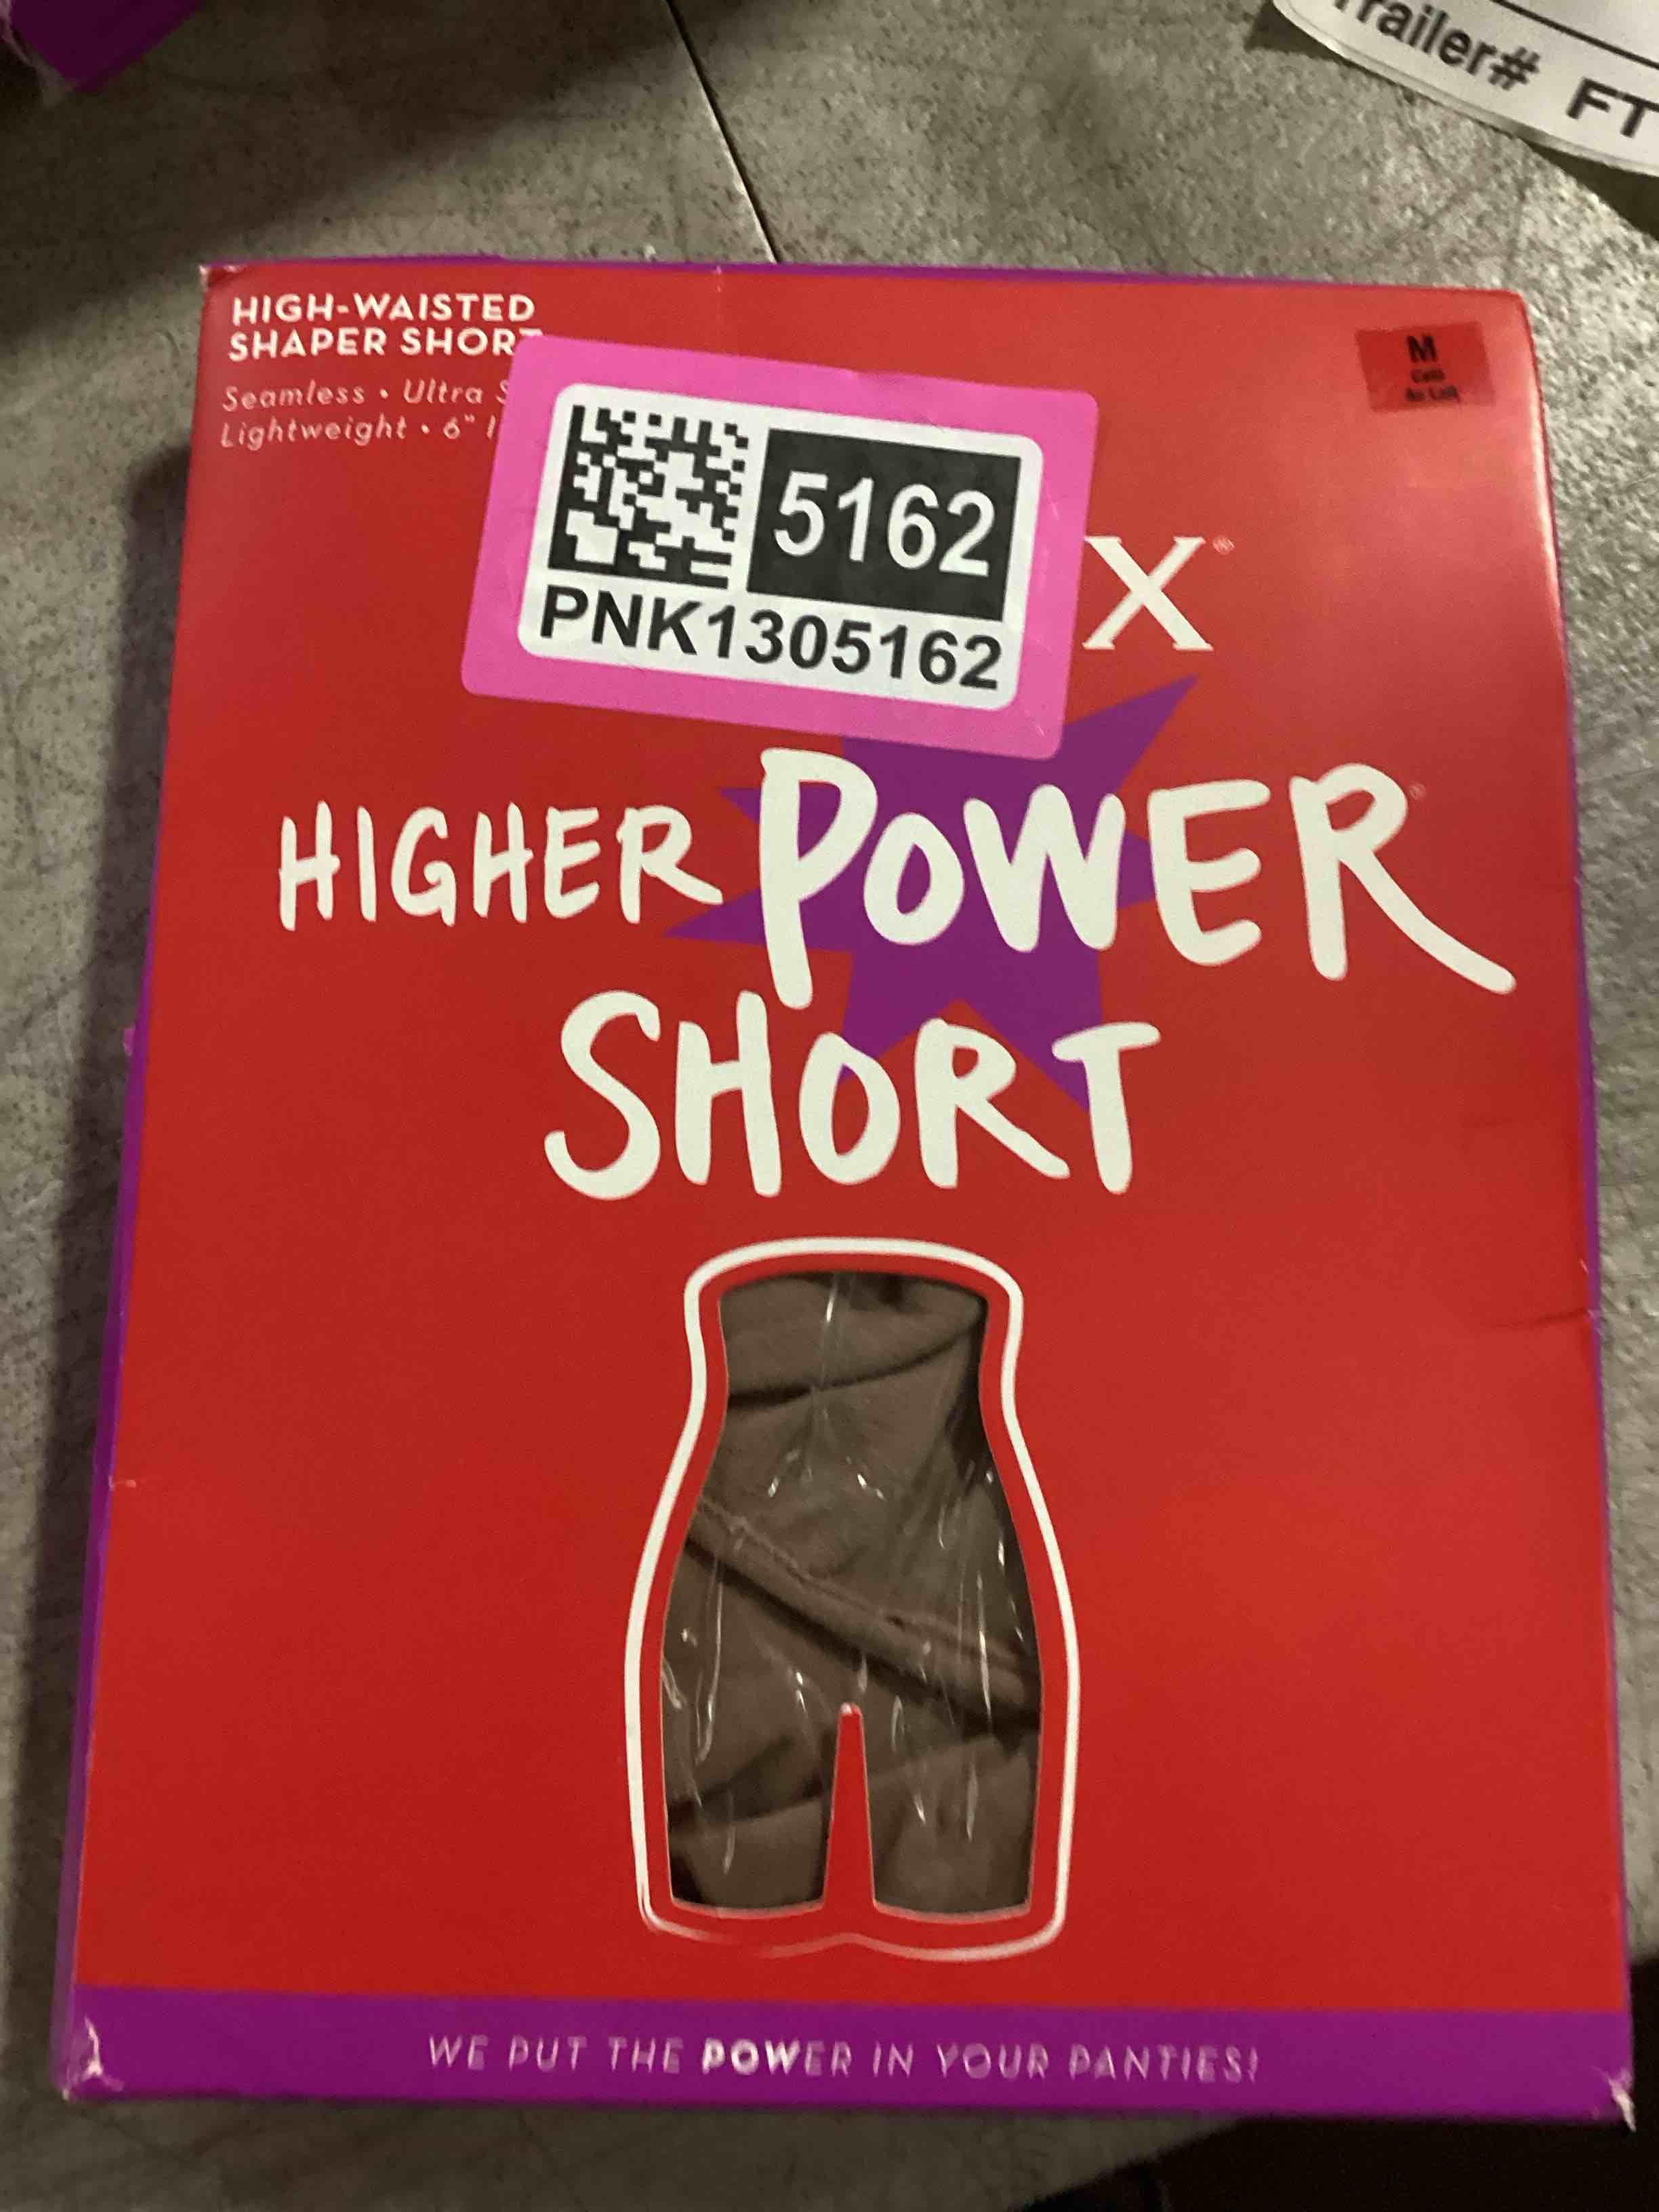 Trailer# FT
HIGH-WAISTED
SHAPER SHORT
Seamless • Ultra S
Lightweight • 6" I
M
5162
PNK1305162
X®
HIGHER POWER®
SHORT
WE PUT THE POWER IN YOUR PANTIES!